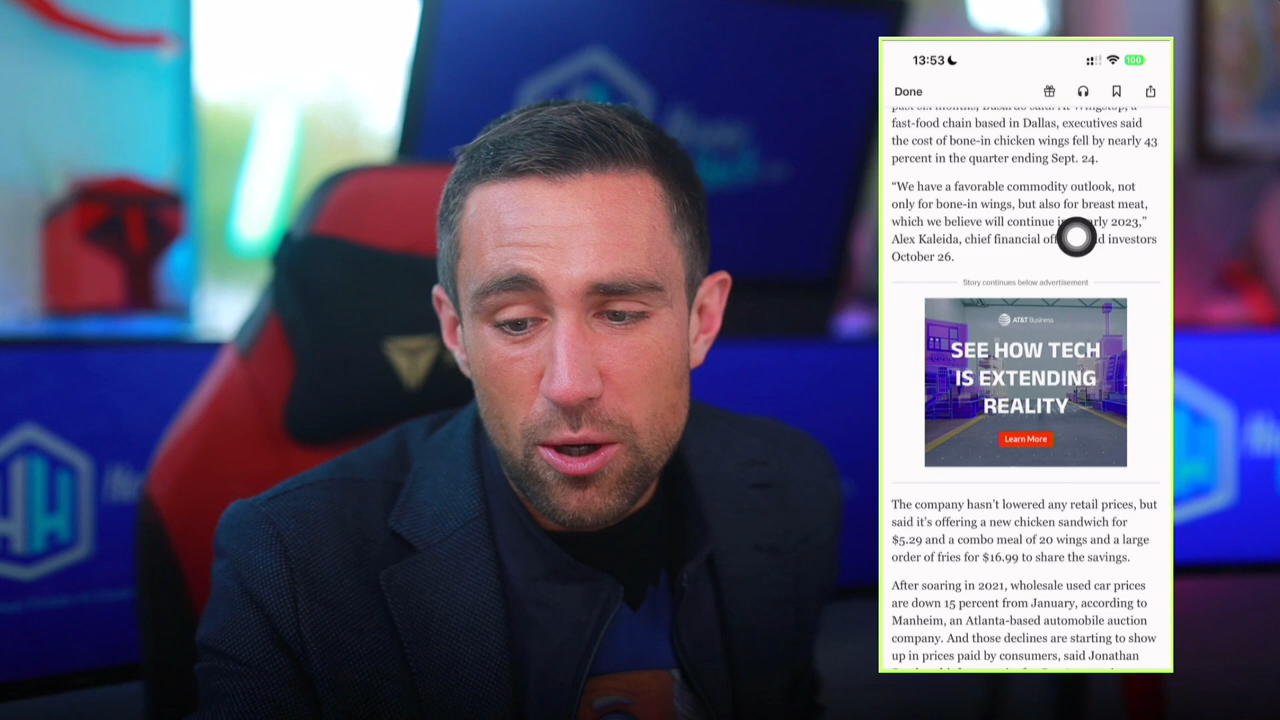 13:53
100
Done
fast-food chain based in Dallas, executives said
the cost of bone-in chicken wings fell by nearly 43
percent in the quarter ending Sept. 24.
“We have a favorable commodity outlook, not
only for bone-in wings, but also for breast meat,
which we believe will continue 2023,”
Alex Kaleida, chief financial investors
October 26.
Story continues below advertisement
AT&T Business
SEE HOW TECH
IS EXTENDING
REALITY
Learn More
The company hasn’t lowered any retail prices, but
said it’s offering a new chicken sandwich for
$5.29 and a combo meal of 20 wings and a large
order of fries for $16.99 to share the savings.
After soaring in 2021, wholesale used car prices
are down 15 percent from January, according to
Manheim, an Atlanta-based automobile auction
company. And those declines are starting to show
up in prices paid by consumers, said Jonathan